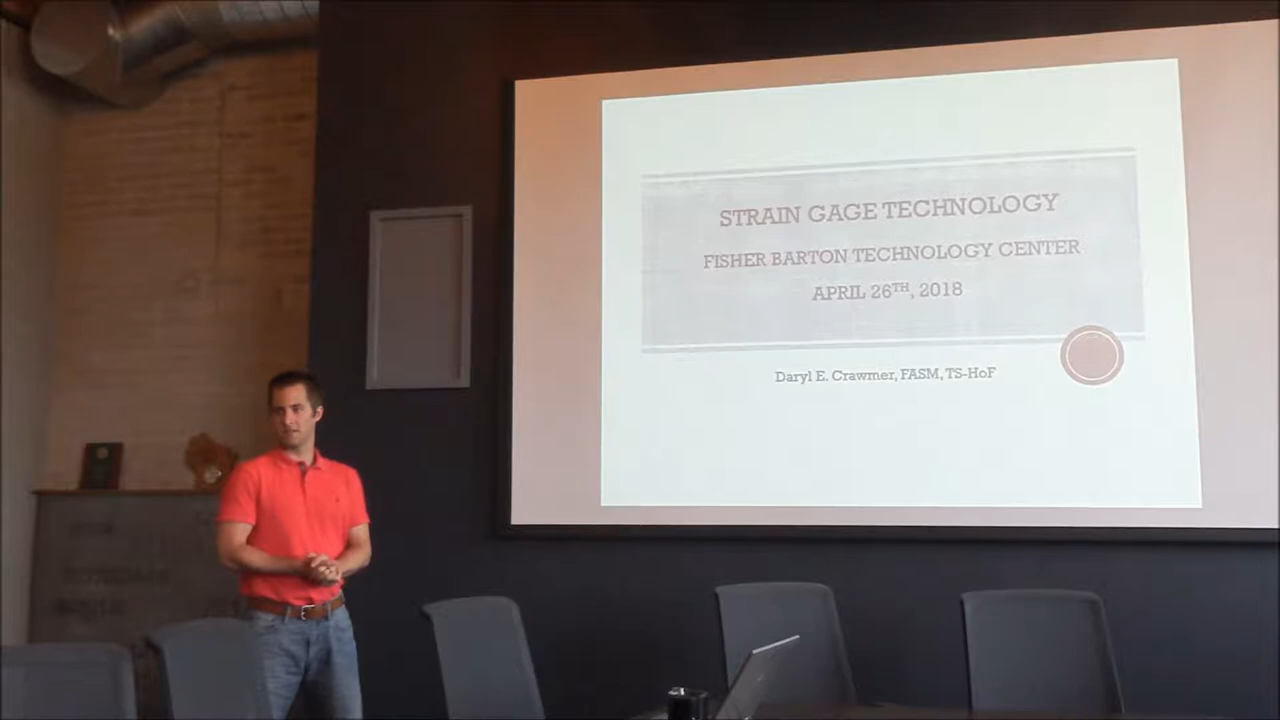 STRAIN GAGE TECHNOLOGY
FISHER BARTON TECHNOLOGY CENTER
APRIL 26TH, 2018
Daryl E. Crawmer, FASM, TS-HoF